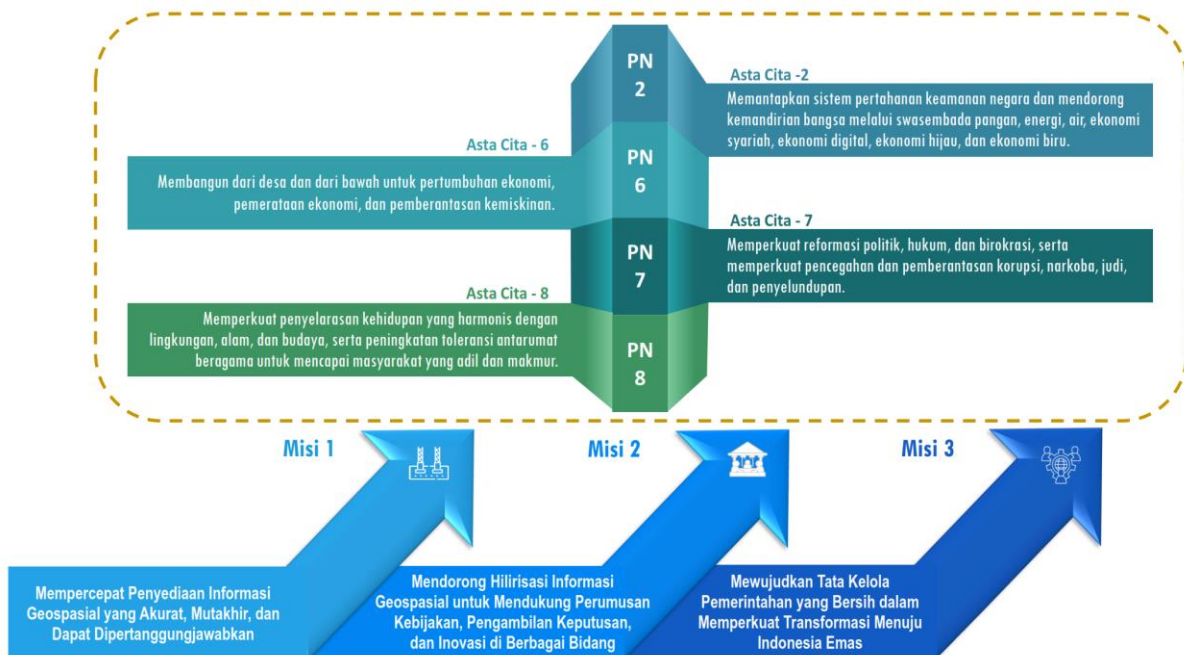 PN
2
Asta Cita -2
Memantapkan sistem pertahanan keamanan negara dan mendorong
kemandirian bangsa melalui swasembada pangan, energi, air, ekonomi
syariah, ekonomi digital, ekonomi hijau, dan ekonomi biru.
Asta Cita - 6
Membangun dari desa dan dari bawah untuk pertumbuhan ekonomi,
pemerataan ekonomi, dan pemberantasan kemiskinan.
PN
6
Asta Cita - 7
Memperkuat reformasi politik, hukum, dan birokrasi, serta
memperkuat pencegahan dan pemberantasan korupsi, narkoba, judi,
dan penyelundupan.
PN
7
Asta Cita - 8
Memperkuat penyelarasan kehidupan yang harmonis dengan
lingkungan, alam, dan budaya, serta peningkatan toleransi antarumat
beragama untuk mencapai masyarakat yang adil dan makmur.
PN
8
Misi 1
Mempercepat Penyediaan Informasi
Geospasial yang Akurat, Mutakhir, dan
Dapat Dipertanggungjawabkan
Misi 2
Mendorong Hilirisasi Informasi
Geospasial untuk Mendukung Perumusan
Kebijakan, Pengambilan Keputusan,
dan Inovasi di Berbagai Bidang
Misi 3
Mewujudkan Tata Kelola
Pemerintahan yang Bersih dalam
Memperkuat Transformasi Menuju
Indonesia Emas